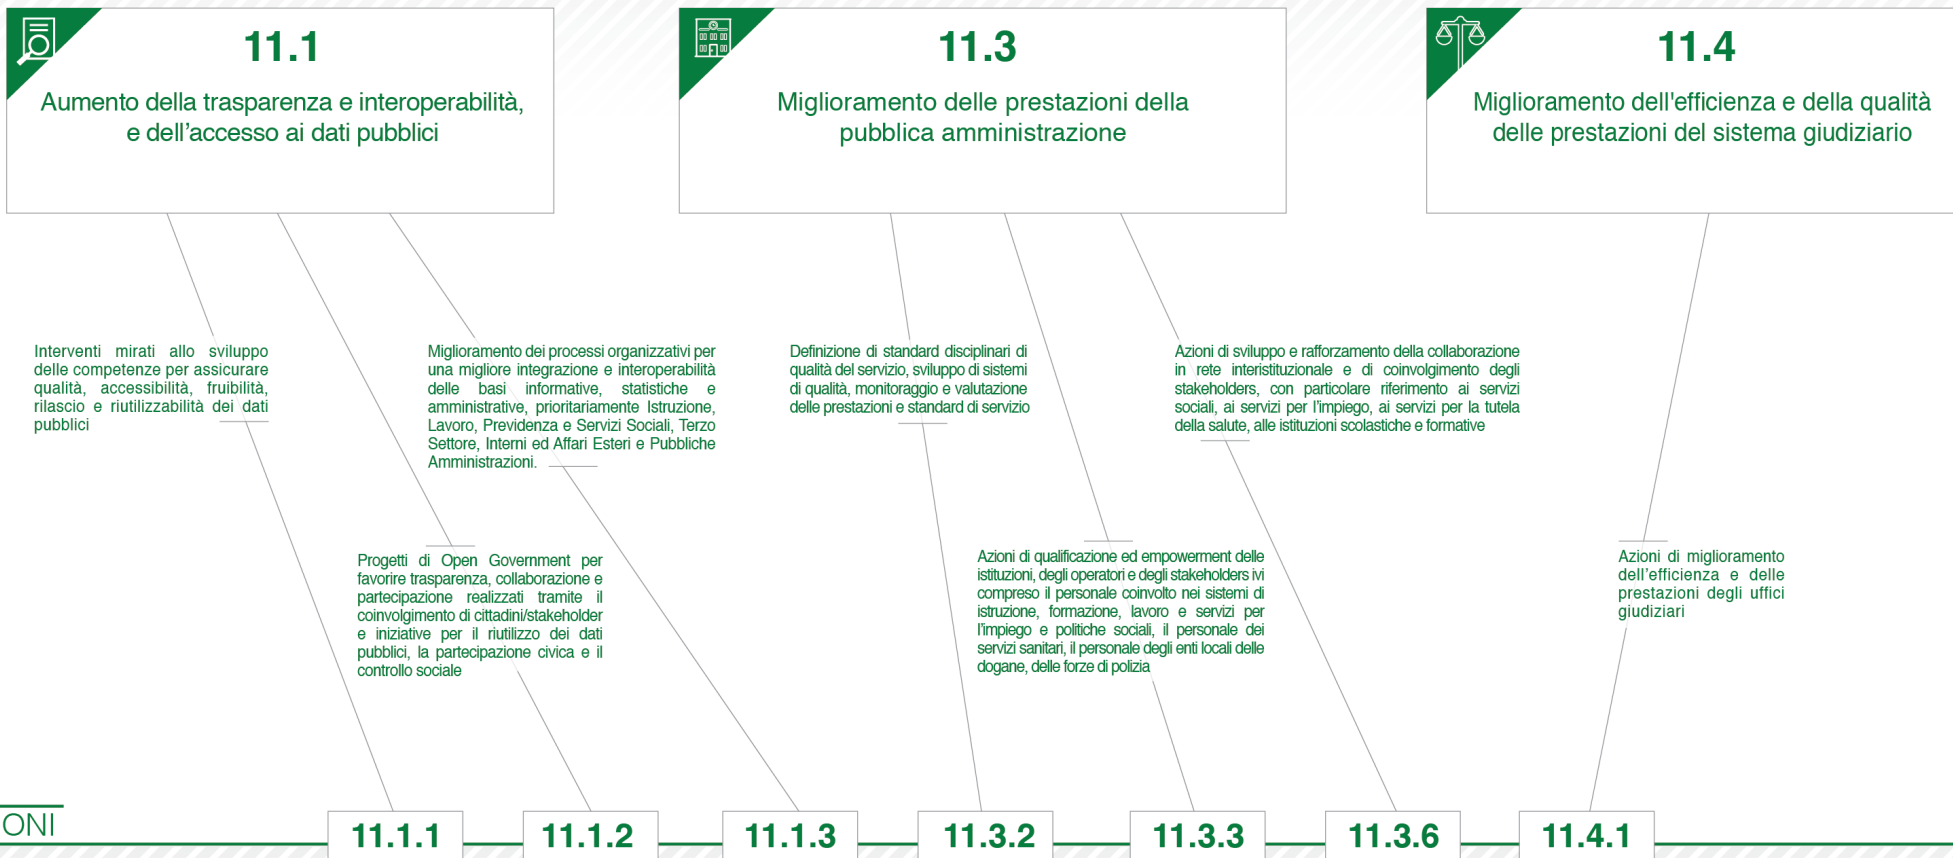 11.1
Aumento della trasparenza e interoperabilità,
e dell’accesso ai dati pubblici
11.3
Miglioramento delle prestazioni della
pubblica amministrazione
11.4
Miglioramento dell'efficienza e della qualità
delle prestazioni del sistema giudiziario
Interventi mirati allo sviluppo
delle competenze per assicurare
qualità, accessibilità, fruibilità,
rilascio e riutilizzabilità dei dati
pubblici
Miglioramento dei processi organizzativi per
una migliore integrazione e interoperabilità
delle basi informative, statistiche e
amministrative, prioritariamente Istruzione,
Lavoro, Previdenza e Servizi Sociali, Terzo
Settore, Interni ed Affari Esteri e Pubbliche
Amministrazioni.
Definizione di standard disciplinari di
qualità del servizio, sviluppo di sistemi
di qualità, monitoraggio e valutazione
delle prestazioni e standard di servizio
Azioni di sviluppo e rafforzamento della collaborazione
in rete interistituzionale e di coinvolgimento degli
stakeholders, con particolare riferimento ai servizi
sociali, ai servizi per l’impiego, ai servizi per la tutela
della salute, alle istituzioni scolastiche e formative
Progetti di Open Government per
favorire trasparenza, collaborazione e
partecipazione realizzati tramite il
coinvolgimento di cittadini/stakeholder
e iniziative per il riutilizzo dei dati
pubblici, la partecipazione civica e il
controllo sociale
Azioni di qualificazione ed empowerment delle
istituzioni, degli operatori e degli stakeholders ivi
compreso il personale coinvolto nei sistemi di
istruzione, formazione, lavoro e servizi per
l’impiego e politiche sociali, il personale dei
servizi sanitari, il personale degli enti locali delle
dogane, delle forze di polizia
Azioni di miglioramento
dell’efficienza e delle
prestazioni degli uffici
giudiziari
ONI
11.1.1
11.1.2
11.1.3
11.3.2
11.3.3
11.3.6
11.4.1